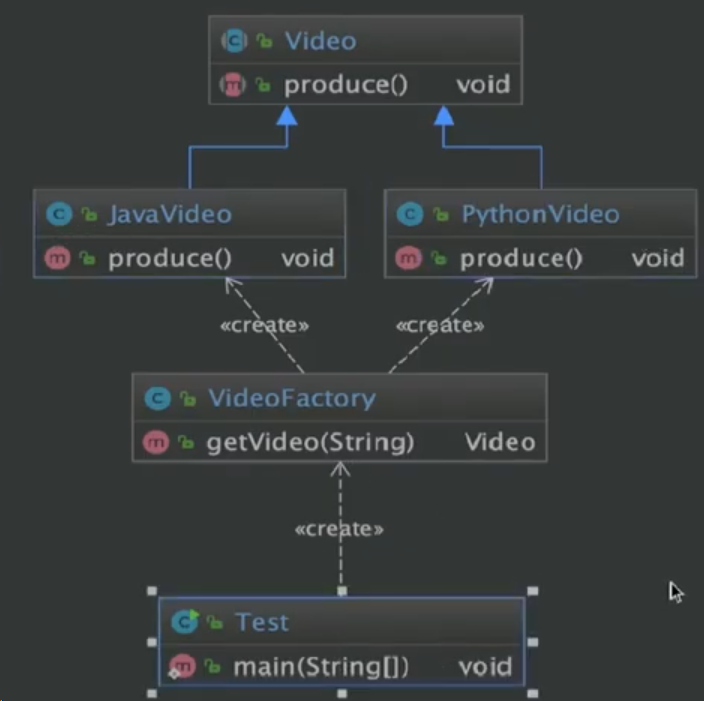 Video
produce() void
JavaVideo
produce() void
PythonVideo
produce() void
«create»
«create»
VideoFactory
getVideo(String) Video
«create»
Test
main(String[]) void